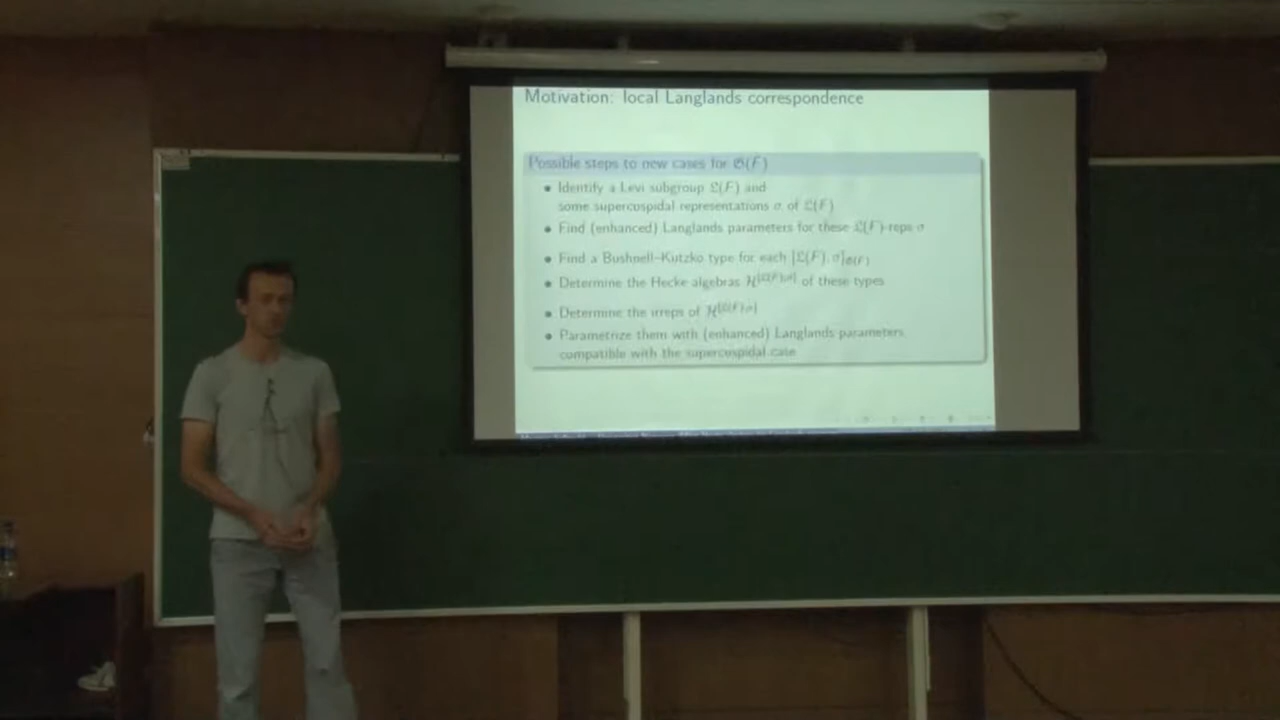 Motivation: local Langlands correspondence
Possible steps to new cases for 𝔊(F)
• Identify a Levi subgroup 𝔏(F) and
some supercuspidal representations σ of 𝔏(F)
• Find (enhanced) Langlands parameters for these 𝔏(F)-reps σ
• Find a Bushnell–Kutzko type for each [𝔏(F), σ]𝔊(F)
• Determine the Hecke algebras ℋ^[𝔏(F),σ] of these types
• Determine the irreps of ℋ^[𝔏(F),σ]
• Parametrize them with (enhanced) Langlands parameters,
compatible with the supercuspidal case